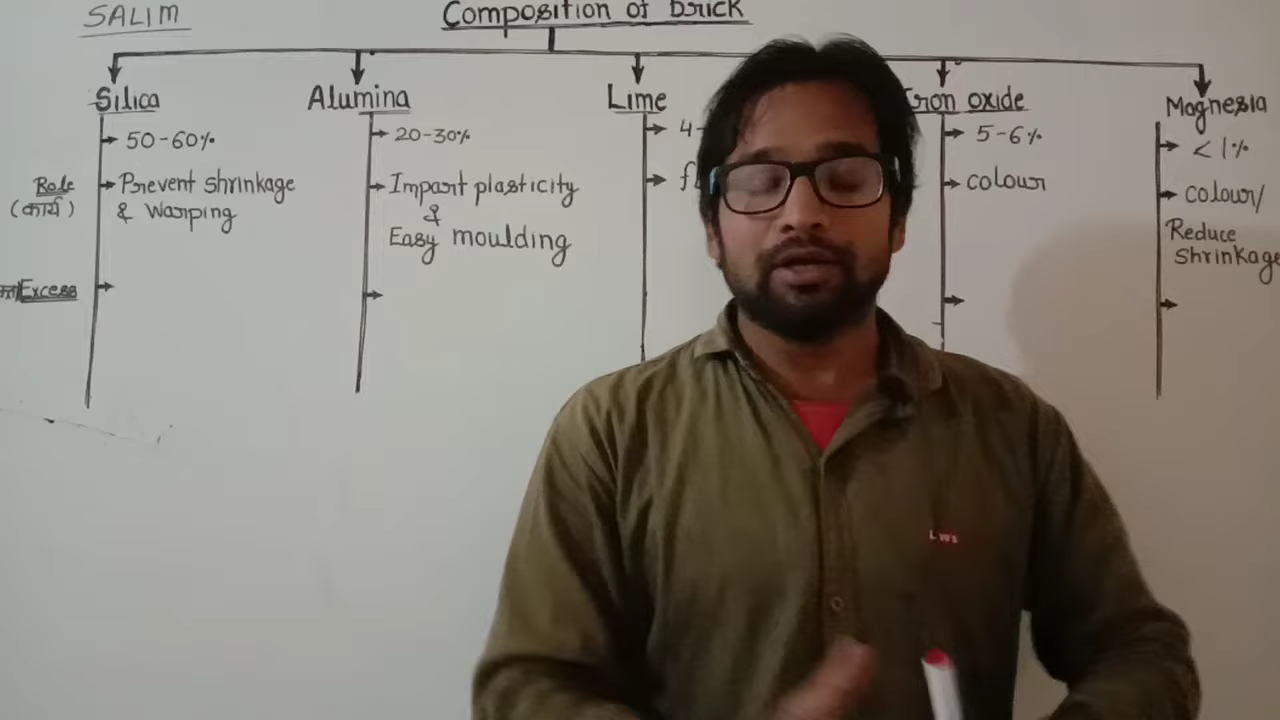 SALIM
Composition of brick
Silica
Alumina
Lime
Iron oxide
Magnesia
50-60%
20-30%
4-
5-6%
< 1%
Role
(कार्य)
Prevent shrinkage
& Warping
Impart plasticity
&
Easy moulding
colour
colour/
Reduce
shrinkage
Excess